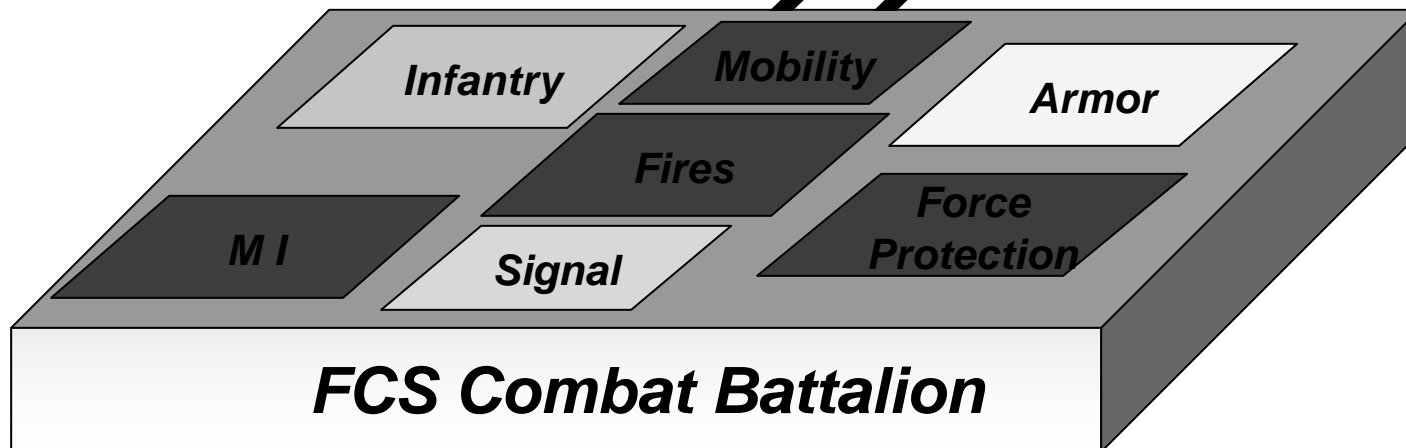 Infantry
Mobility
Armor
Fires
Force
Protection
M I
Signal
FCS Combat Battalion